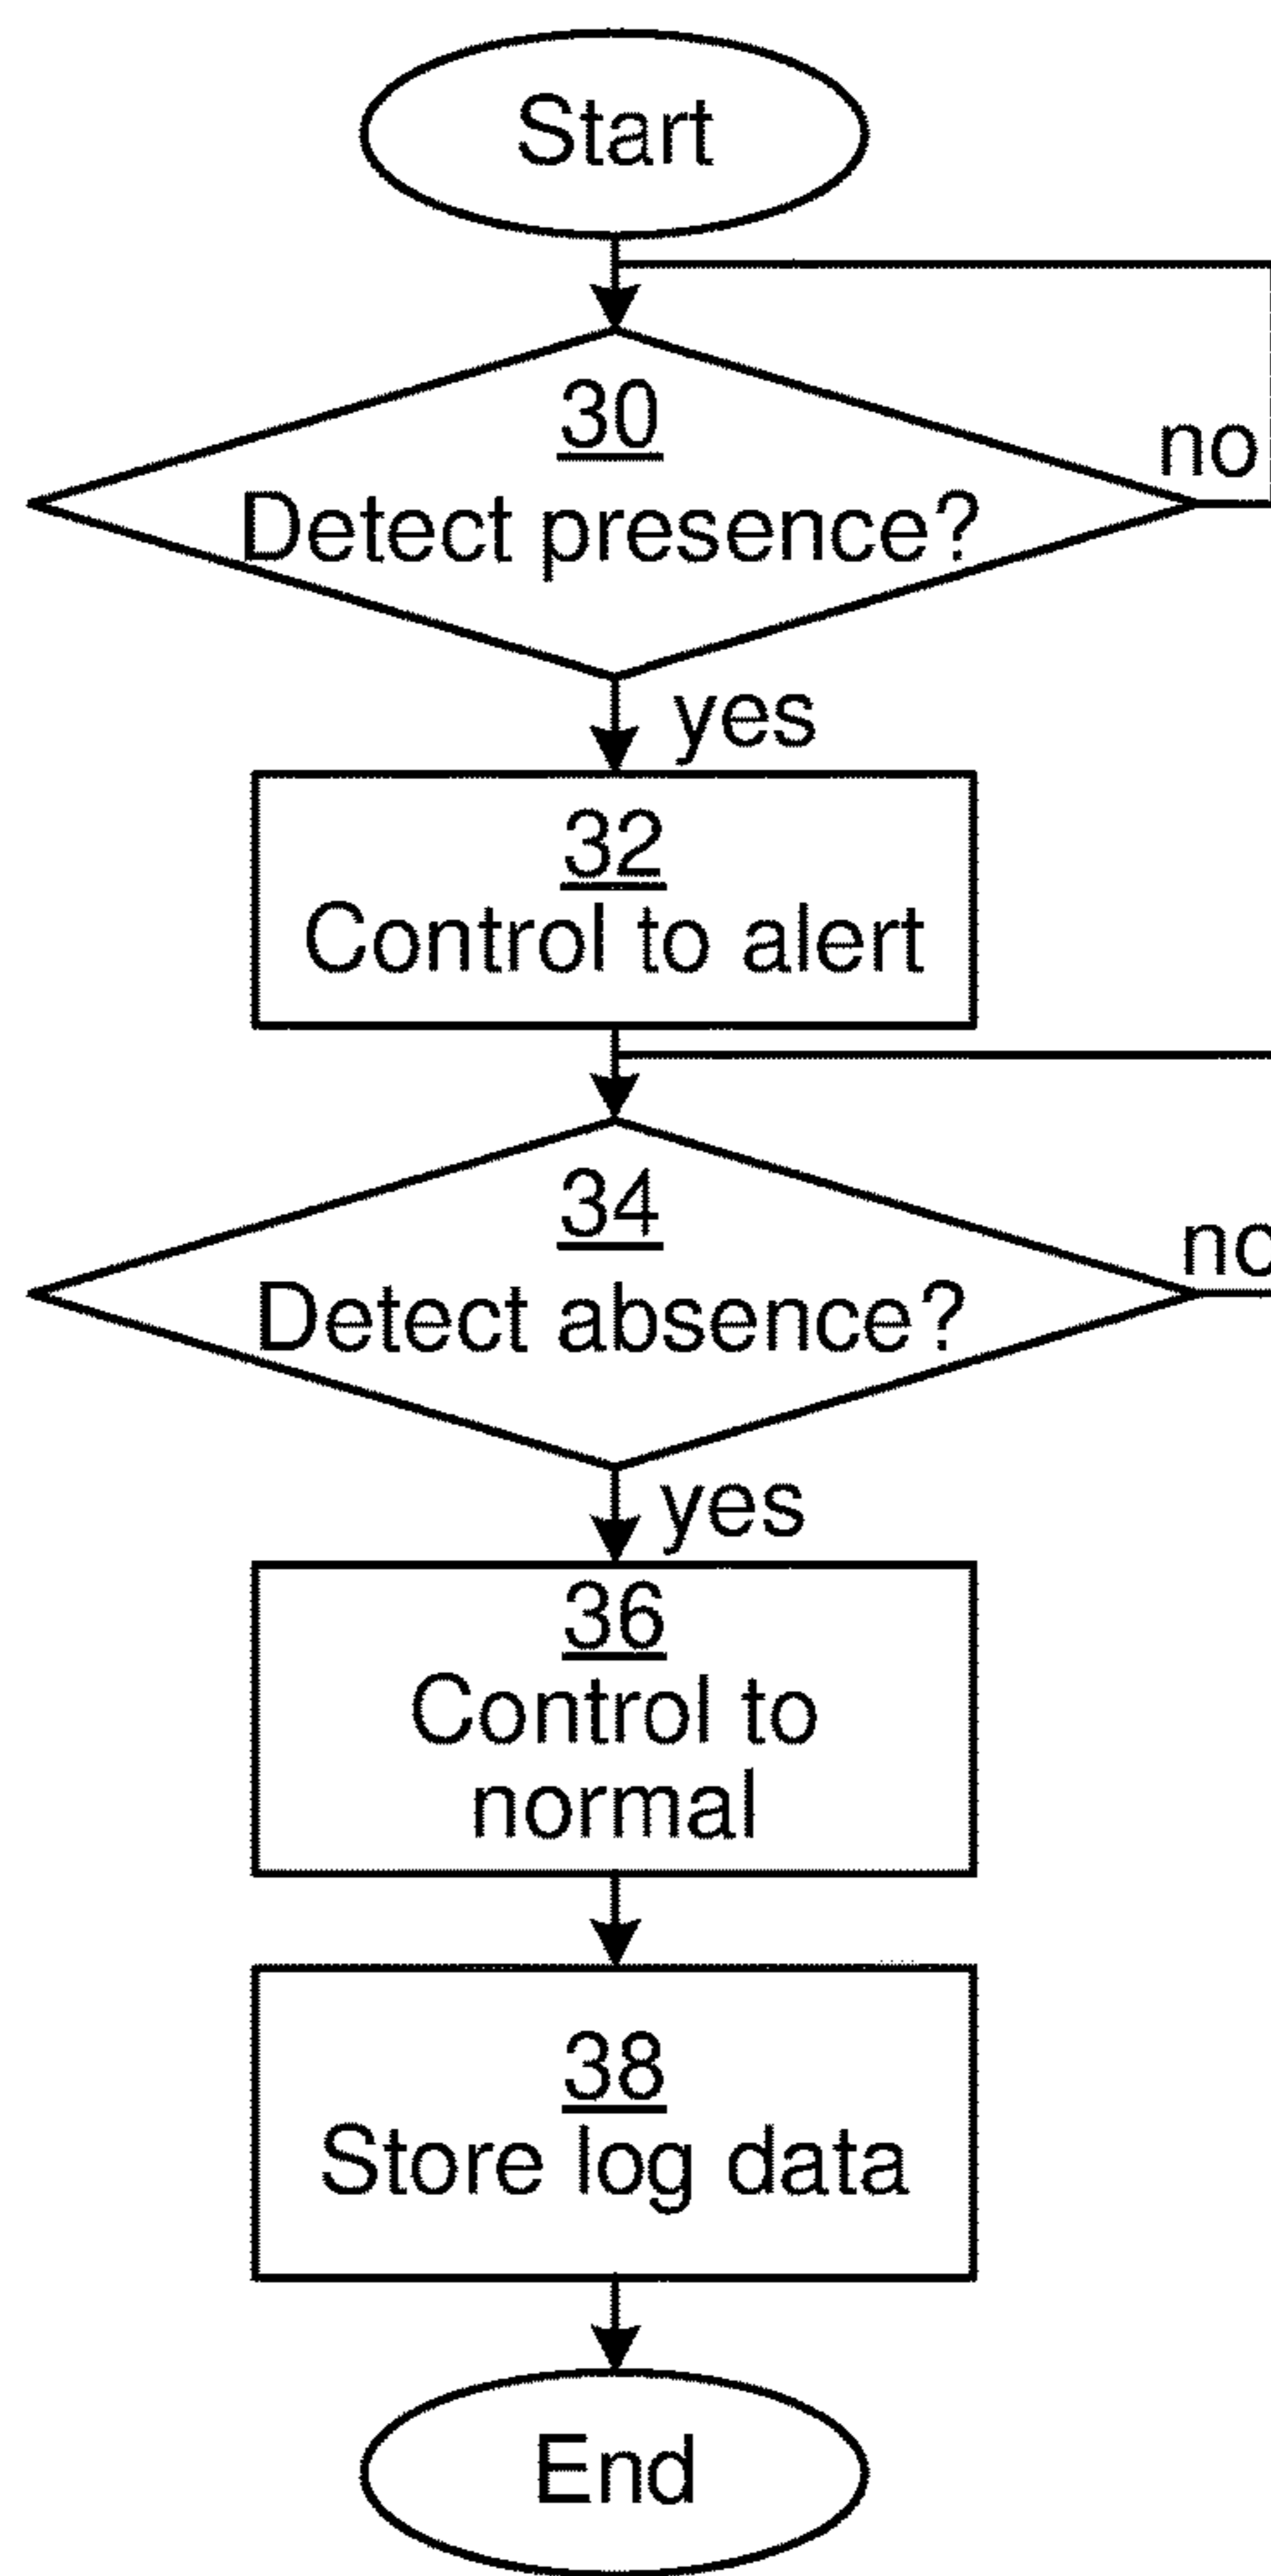 Start
30
Detect presence?
no
yes
32
Control to alert
34
Detect absence?
no
yes
36
Control to
normal
38
Store log data
End